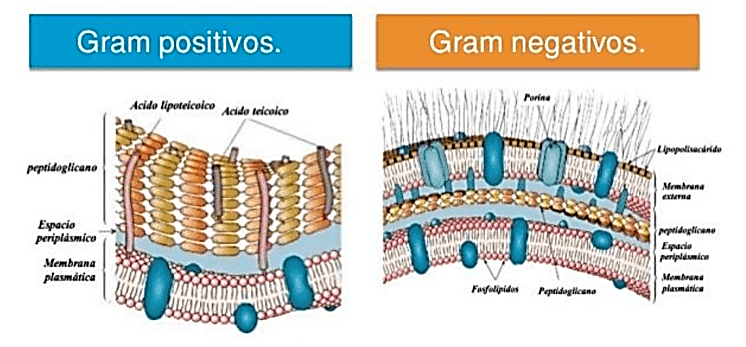 Gram positivos.
Gram negativos.
Acido lipoteicoico
Acido teicoico
peptidoglicano
Espacio
periplásmico
Membrana
plasmática
Porina
Lipopolisacárido
Membrana
externa
peptidoglicano
Espacio
periplásmico
Membrana
plasmática
Fosfolípidos
Peptidoglicano